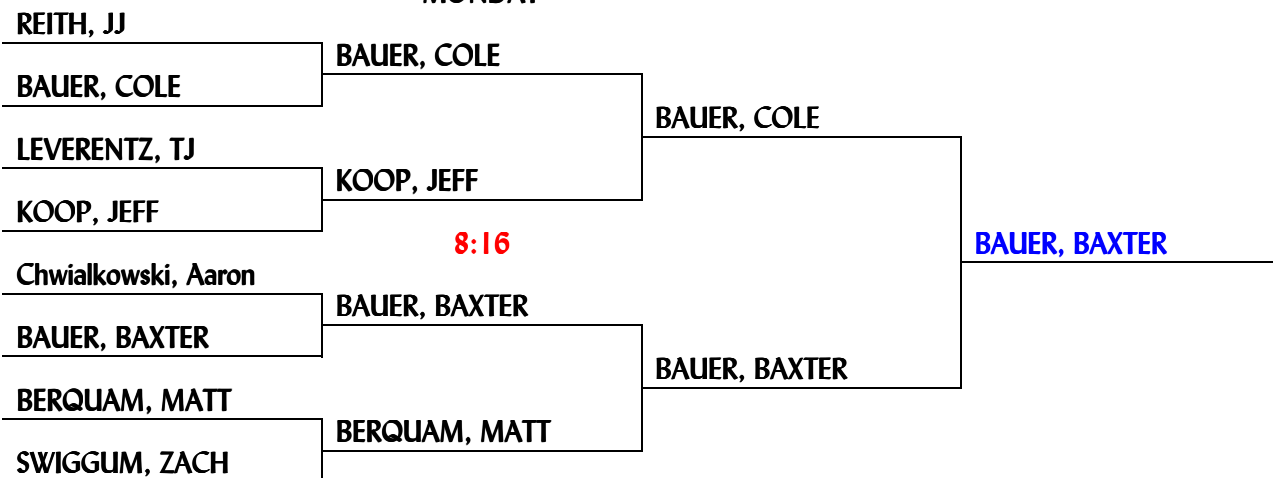 MONDAY
REITH, JJ
BAUER, COLE
BAUER, COLE
BAUER, COLE
LEVERENTZ, TJ
KOOP, JEFF
KOOP, JEFF
8:16
BAUER, BAXTER
Chwialkowski, Aaron
BAUER, BAXTER
BAUER, BAXTER
BAUER, BAXTER
BERQUAM, MATT
BERQUAM, MATT
SWIGGUM, ZACH